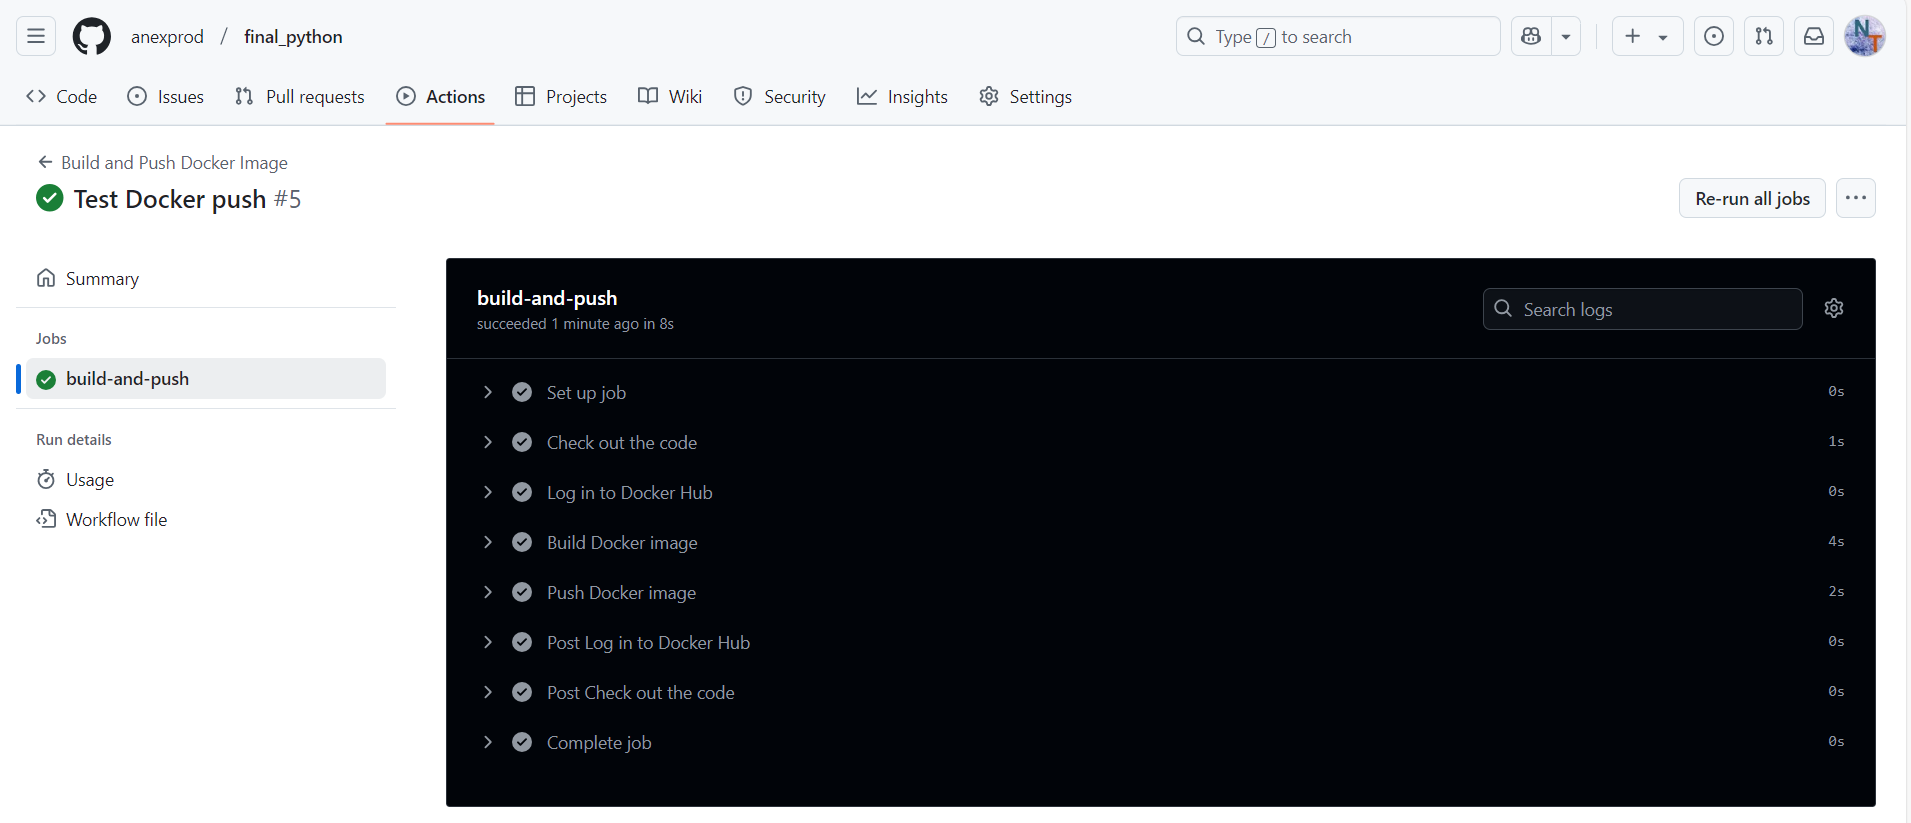 anexprod / final_python
Type / to search
Code Issues Pull requests Actions Projects Wiki Security Insights Settings
Build and Push Docker Image
Test Docker push #5
Re-run all jobs
Summary
Jobs
build-and-push
Run details
Usage
Workflow file
build-and-push
succeeded 1 minute ago in 8s
Search logs
Set up job 0s
Check out the code 1s
Log in to Docker Hub 0s
Build Docker image 4s
Push Docker image 2s
Post Log in to Docker Hub 0s
Post Check out the code 0s
Complete job 0s
NT